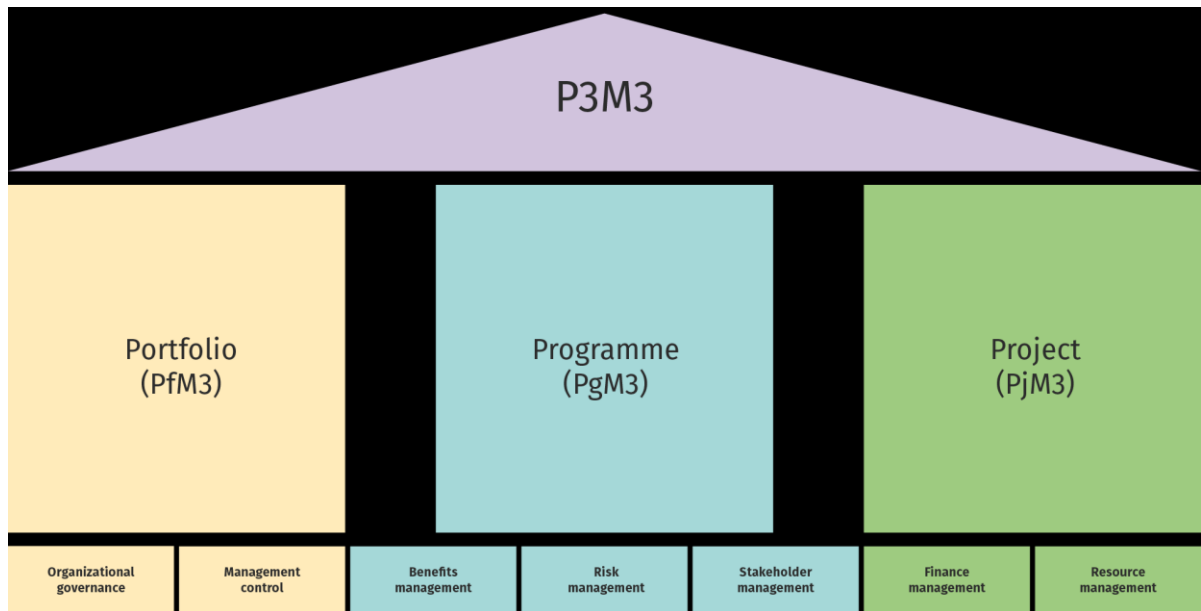 P3M3
Portfolio
(PfM3)
Programme
(PgM3)
Project
(PjM3)
Organizational
governance
Management
control
Benefits
management
Risk
management
Stakeholder
management
Finance
management
Resource
management